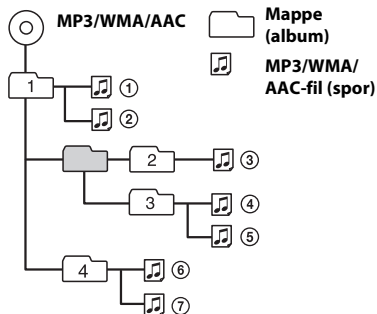 MP3/WMA/AAC
Mappe
(album)
MP3/WMA/
AAC-fil (spor)
1
①
②
2
③
3
④
⑤
4
⑥
⑦